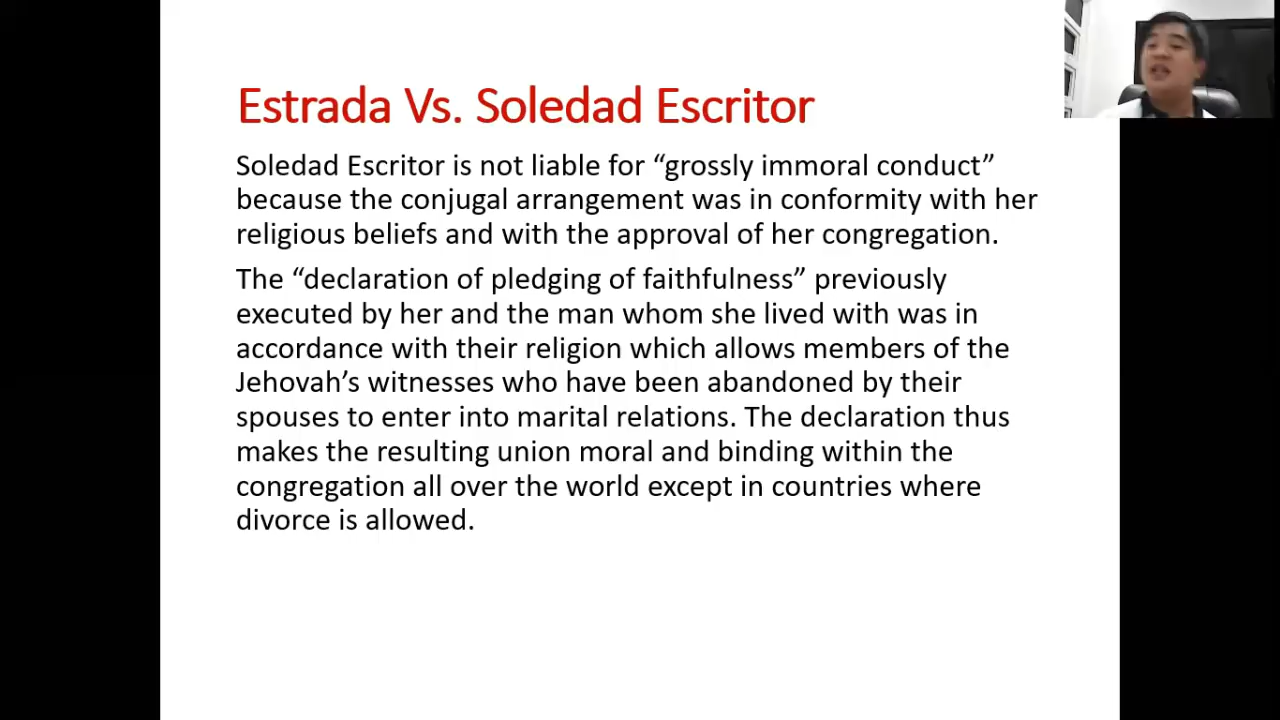 Estrada Vs. Soledad Escritor
Soledad Escritor is not liable for “grossly immoral conduct”
because the conjugal arrangement was in conformity with her
religious beliefs and with the approval of her congregation.
The “declaration of pledging of faithfulness” previously
executed by her and the man whom she lived with was in
accordance with their religion which allows members of the
Jehovah’s witnesses who have been abandoned by their
spouses to enter into marital relations. The declaration thus
makes the resulting union moral and binding within the
congregation all over the world except in countries where
divorce is allowed.